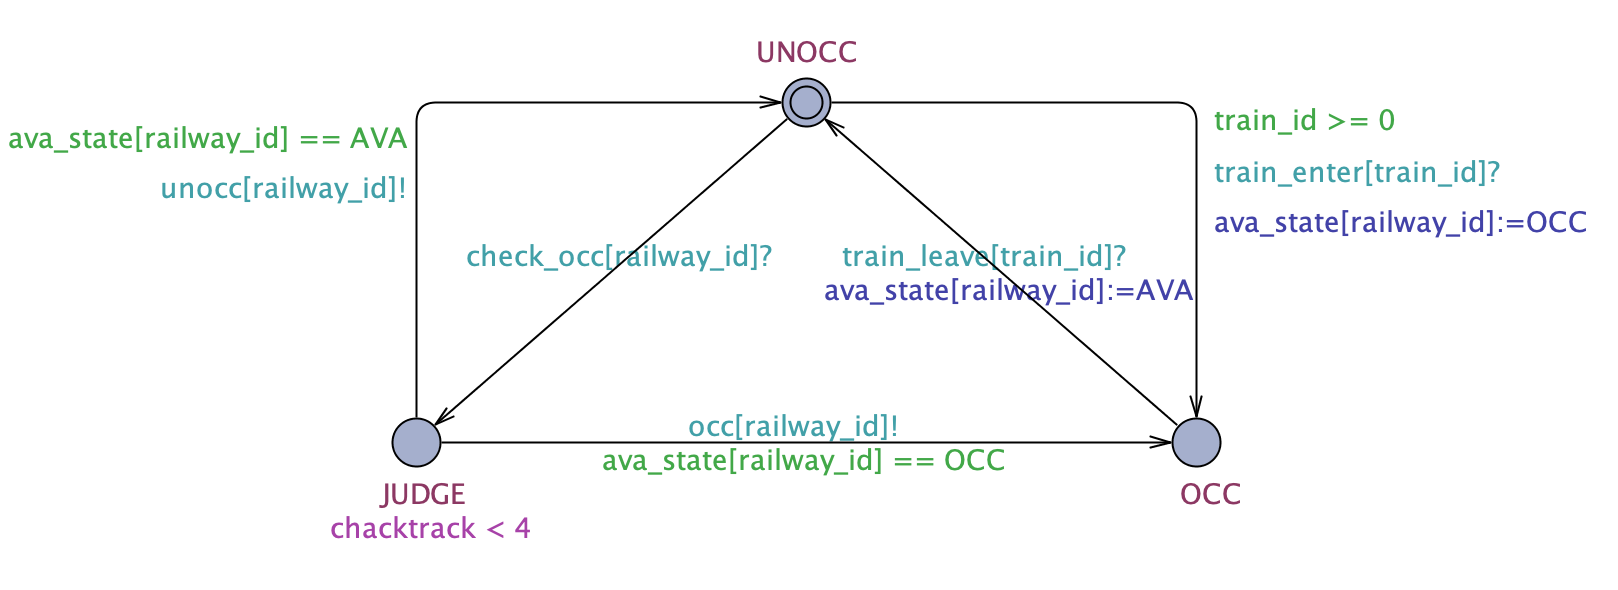 UNOCC
train_id >= 0
ava_state[railway_id] == AVA
train_enter[train_id]?
unocc[railway_id]!
ava_state[railway_id]:=OCC
check_occ[railway_id]?
train_leave[train_id]?
ava_state[railway_id]:=AVA
occ[railway_id]!
ava_state[railway_id] == OCC
JUDGE
OCC
chacktrack < 4